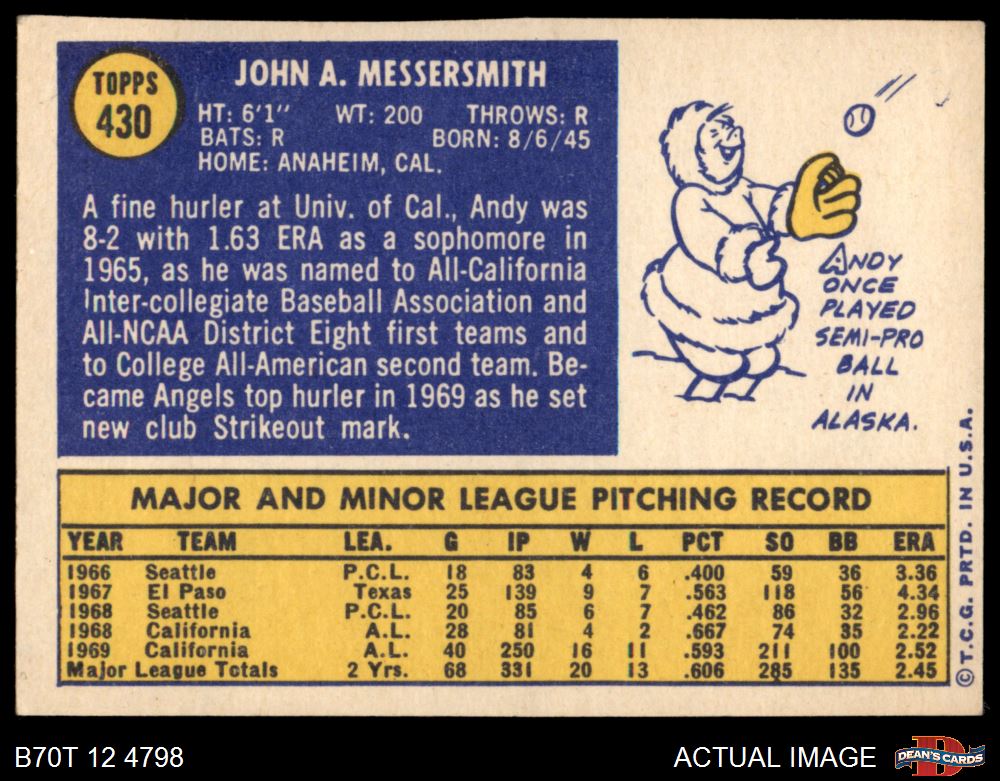 TOPPS
430
JOHN A. MESSERSMITH
HT: 6'1" WT: 200 THROWS: R
BATS: R BORN: 8/6/45
HOME: ANAHEIM, CAL.
A fine hurler at Univ. of Cal., Andy was
8-2 with 1.63 ERA as a sophomore in
1965, as he was named to All-California
Inter-collegiate Baseball Association and
All-NCAA District Eight first teams and
to College All-American second team. Be-
came Angels top hurler in 1969 as he set
new club Strikeout mark.
ANDY
ONCE
PLAYED
SEMI-PRO
BALL
IN
ALASKA.
MAJOR AND MINOR LEAGUE PITCHING RECORD
YEAR TEAM LEA. G IP W L PCT SO BB ERA
1966 Seattle P.C.L. 18 83 4 6 .400 59 36 3.36
1967 El Paso Texas 25 139 9 7 .563 118 56 4.34
1968 Seattle P.C.L. 20 85 6 7 .462 86 32 2.96
1968 California A.L. 28 81 4 2 .667 74 35 2.22
1969 California A.L. 40 250 16 11 .593 211 100 2.52
Major League Totals 2 Yrs. 68 331 20 13 .606 285 135 2.45
© T.C.G. PRTD. IN U.S.A.
B70T 12 4798
ACTUAL IMAGE
D
DEAN'S CARDS